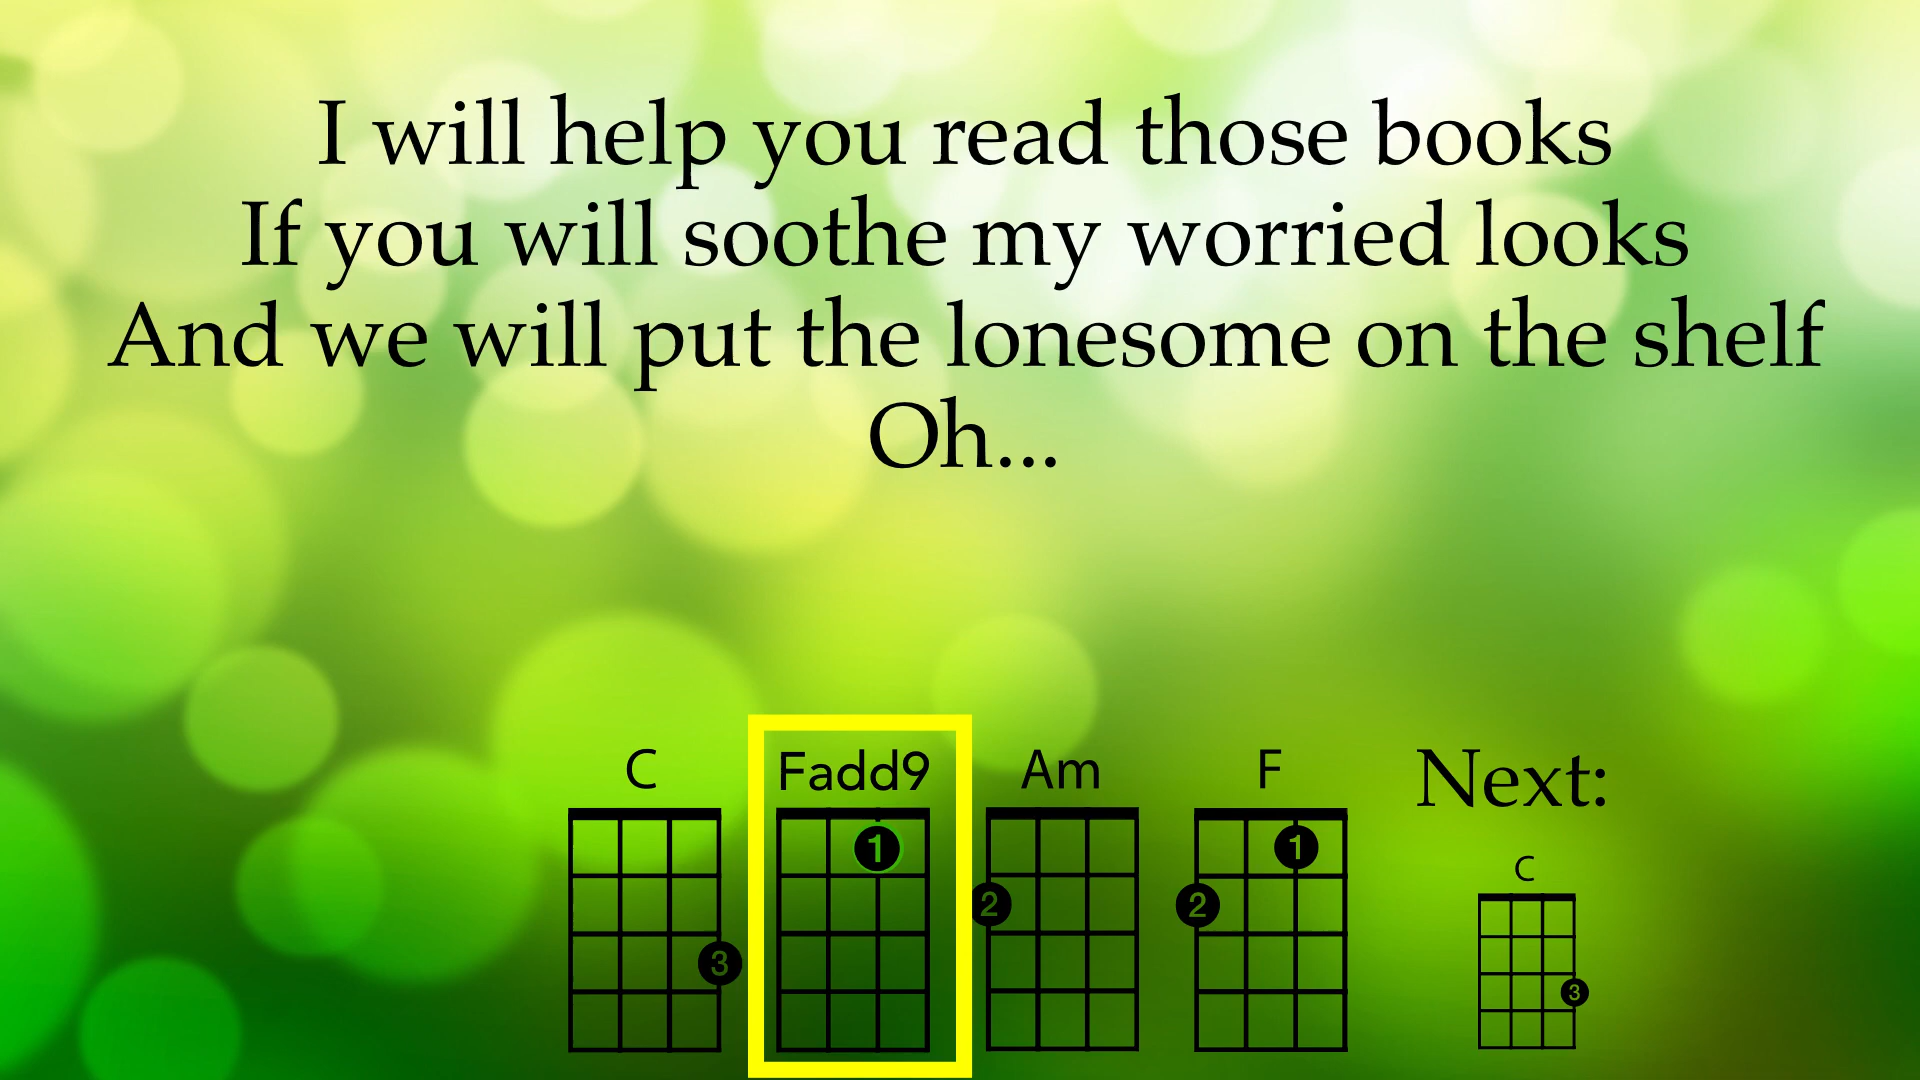 I will help you read those books
If you will soothe my worried looks
And we will put the lonesome on the shelf
Oh...
C Fadd9 Am F Next:
1 1 C
2 2
3 3